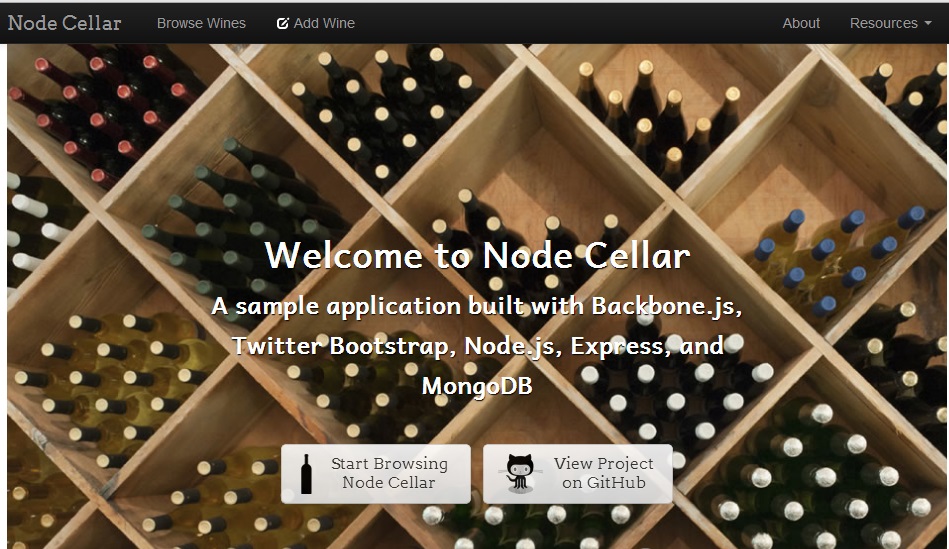 Node Cellar
Browse Wines
Add Wine
About
Resources
Welcome to Node Cellar
A sample application built with Backbone.js,
Twitter Bootstrap, Node.js, Express, and
MongoDB
Start Browsing
Node Cellar
View Project
on GitHub